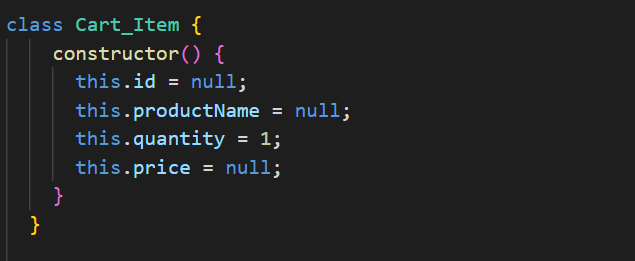 class Cart_Item {
constructor() {
this.id = null;
this.productName = null;
this.quantity = 1;
this.price = null;
}
}